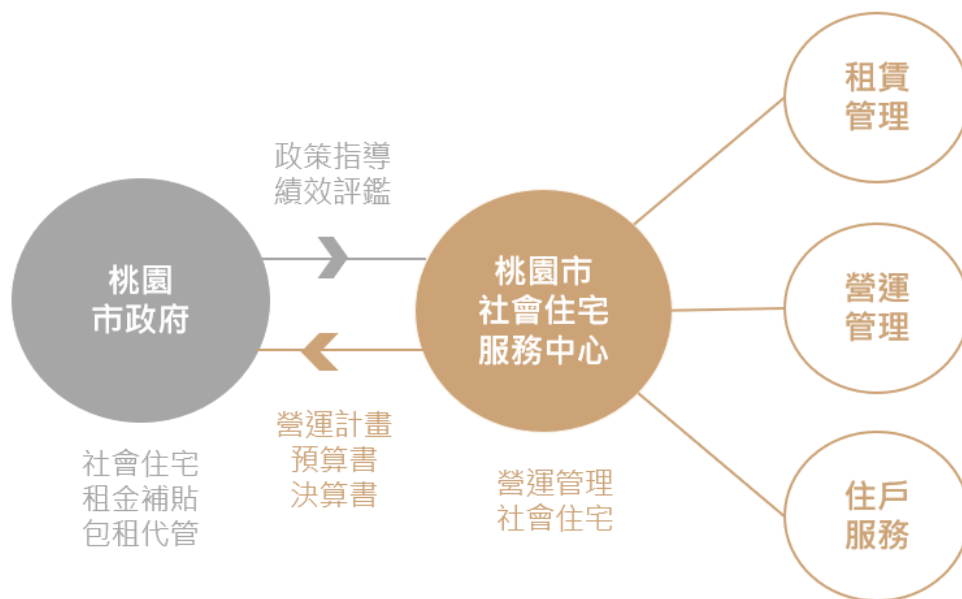 政策指導
績效評鑑
桃園
市政府
社會住宅
租金補貼
包租代管
營運計畫
預算書
決算書
桃園市
社會住宅
服務中心
營運管理
社會住宅
租賃
管理
營運
管理
住戶
服務